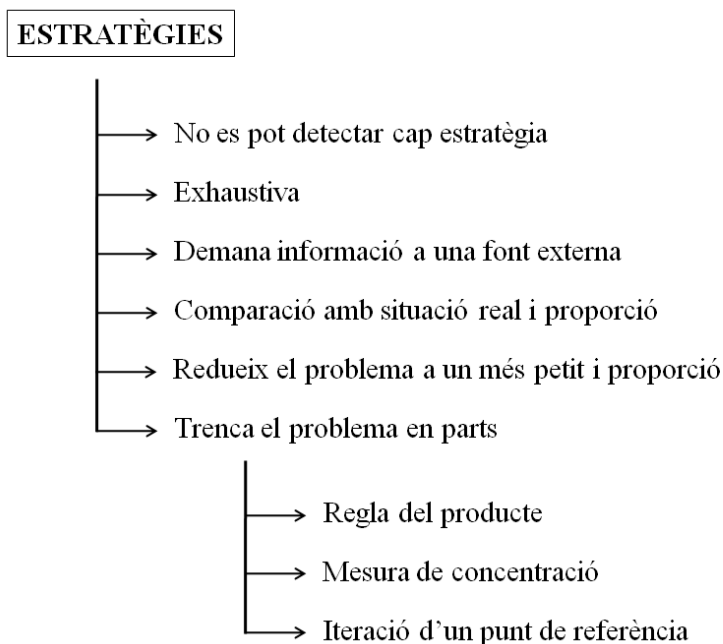 ESTRATÈGIES
No es pot detectar cap estratègia
Exhaustiva
Demana informació a una font externa
Comparació amb situació real i proporció
Redueix el problema a un més petit i proporció
Trenca el problema en parts
Regla del producte
Mesura de concentració
Iteració d’un punt de referència